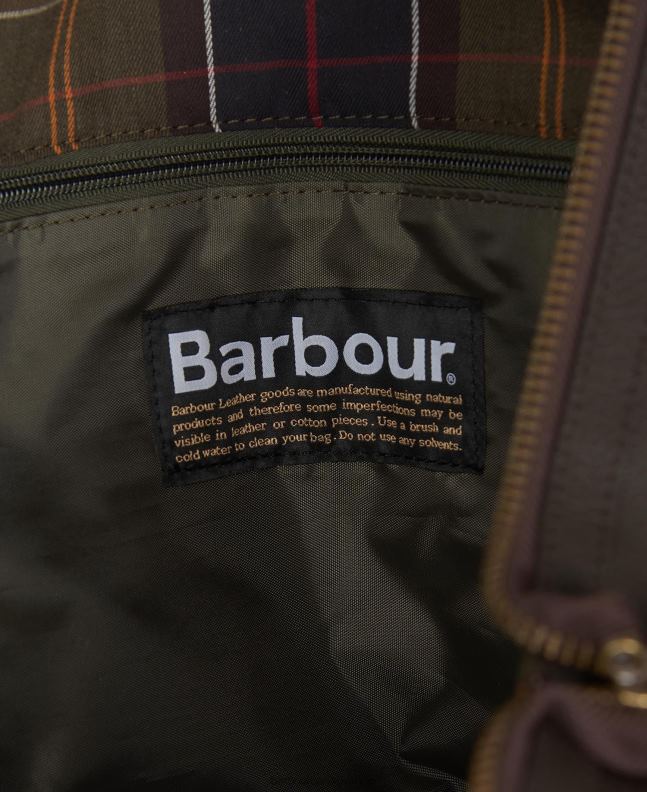 Barbour®
Barbour Leather goods are manufactured using natural
products and therefore some imperfections may be
visible in leather or cotton pieces. Use a brush and
cold water to clean your bag. Do not use any solvents.